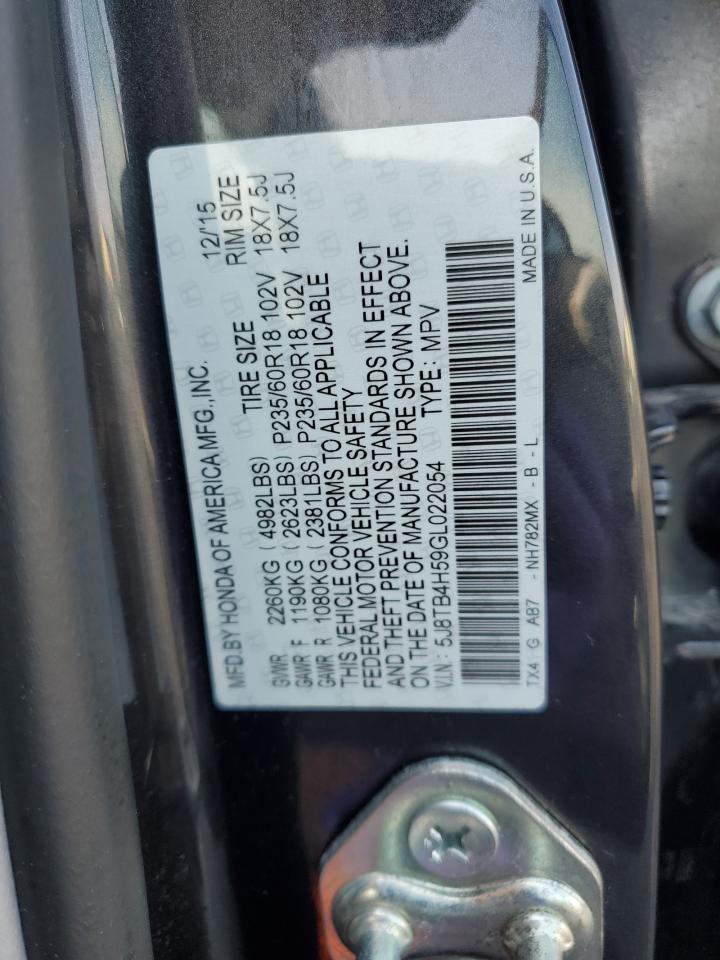 MFD.BY HONDA OF AMERICA MFG.,INC. 12/'15
TIRE SIZE RIM SIZE
GVWR 2260KG ( 4982LBS)
GAWR F 1190KG ( 2623LBS) P235/60R18 102V 18X7.5J
GAWR R 1080KG ( 2381LBS) P235/60R18 102V 18X7.5J
THIS VEHICLE CONFORMS TO ALL APPLICABLE
FEDERAL MOTOR VEHICLE SAFETY
AND THEFT PREVENTION STANDARDS IN EFFECT
ON THE DATE OF MANUFACTURE SHOWN ABOVE.
V.I.N: 5J8TB4H59GL022054 TYPE: MPV
TX4 G AB7 -NH782MX - B - L MADE IN U.S.A.